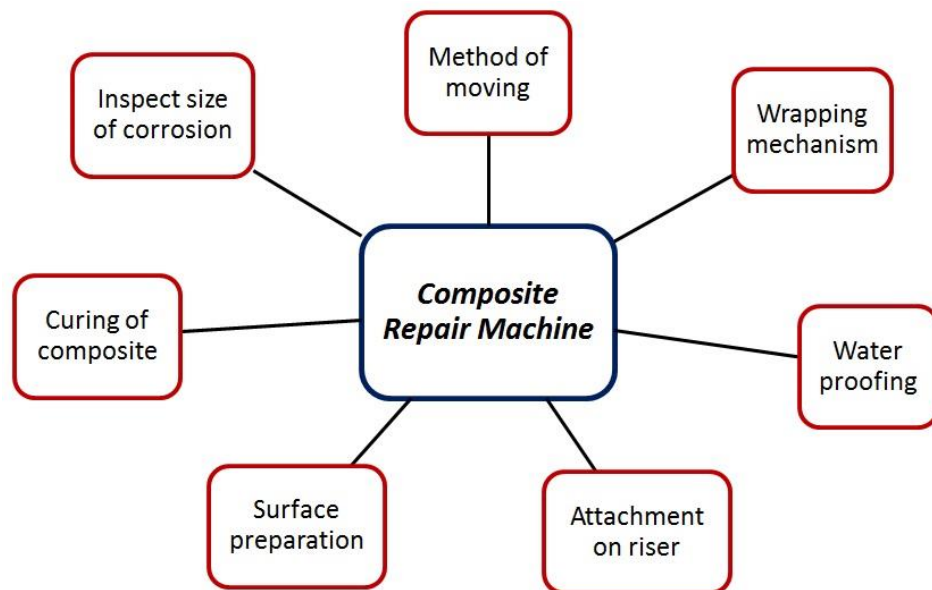 Method of
moving
Inspect size
of corrosion
Wrapping
mechanism
Composite
Repair Machine
Curing of
composite
Water
proofing
Surface
preparation
Attachment
on riser